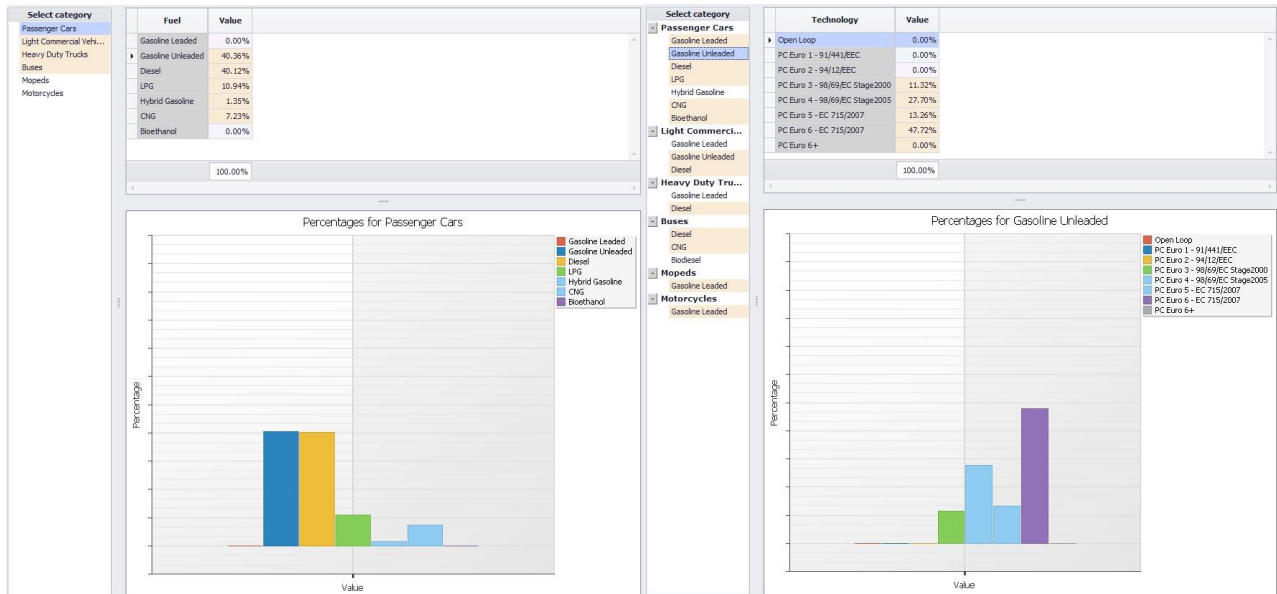 Select category
Passenger Cars
Light Commercial Vehi...
Heavy Duty Trucks
Buses
Mopeds
Motorcycles
Fuel Value
Gasoline Leaded 0.00%
Gasoline Unleaded 40.36%
Diesel 40.12%
LPG 10.94%
Hybrid Gasoline 1.35%
CNG 7.23%
Bioethanol 0.00%
100.00%
Percentages for Passenger Cars
Gasoline Leaded
Gasoline Unleaded
Diesel
LPG
Hybrid Gasoline
CNG
Bioethanol
Percentage
Value
Select category
Passenger Cars
Gasoline Leaded
Gasoline Unleaded
Diesel
LPG
Hybrid Gasoline
CNG
Bioethanol
Light Commerci...
Gasoline Leaded
Gasoline Unleaded
Diesel
Heavy Duty Tru...
Gasoline Leaded
Diesel
Buses
Diesel
CNG
Biodiesel
Mopeds
Gasoline Leaded
Motorcycles
Gasoline Leaded
Technology Value
Open Loop 0.00%
PC Euro 1 - 91/441/EEC 0.00%
PC Euro 2 - 94/12/EEC 0.00%
PC Euro 3 - 98/69/EC Stage2000 11.32%
PC Euro 4 - 98/69/EC Stage2005 27.70%
PC Euro 5 - EC 715/2007 13.26%
PC Euro 6 - EC 715/2007 47.72%
PC Euro 6+ 0.00%
100.00%
Percentages for Gasoline Unleaded
Open Loop
PC Euro 1 - 91/441/EEC
PC Euro 2 - 94/12/EEC
PC Euro 3 - 98/69/EC Stage2000
PC Euro 4 - 98/69/EC Stage2005
PC Euro 5 - EC 715/2007
PC Euro 6 - EC 715/2007
PC Euro 6+
Percentage
Value